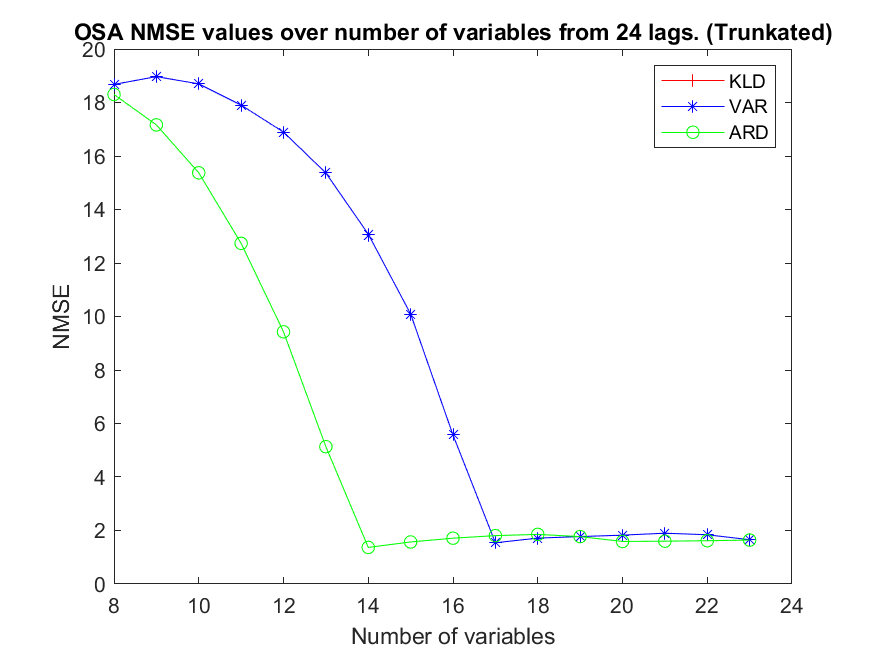 OSA NMSE values over number of variables from 24 lags. (Trunkated)
20
18
16
14
12
10
8
6
4
2
0
NMSE
KLD
VAR
ARD
8 10 12 14 16 18 20 22 24
Number of variables